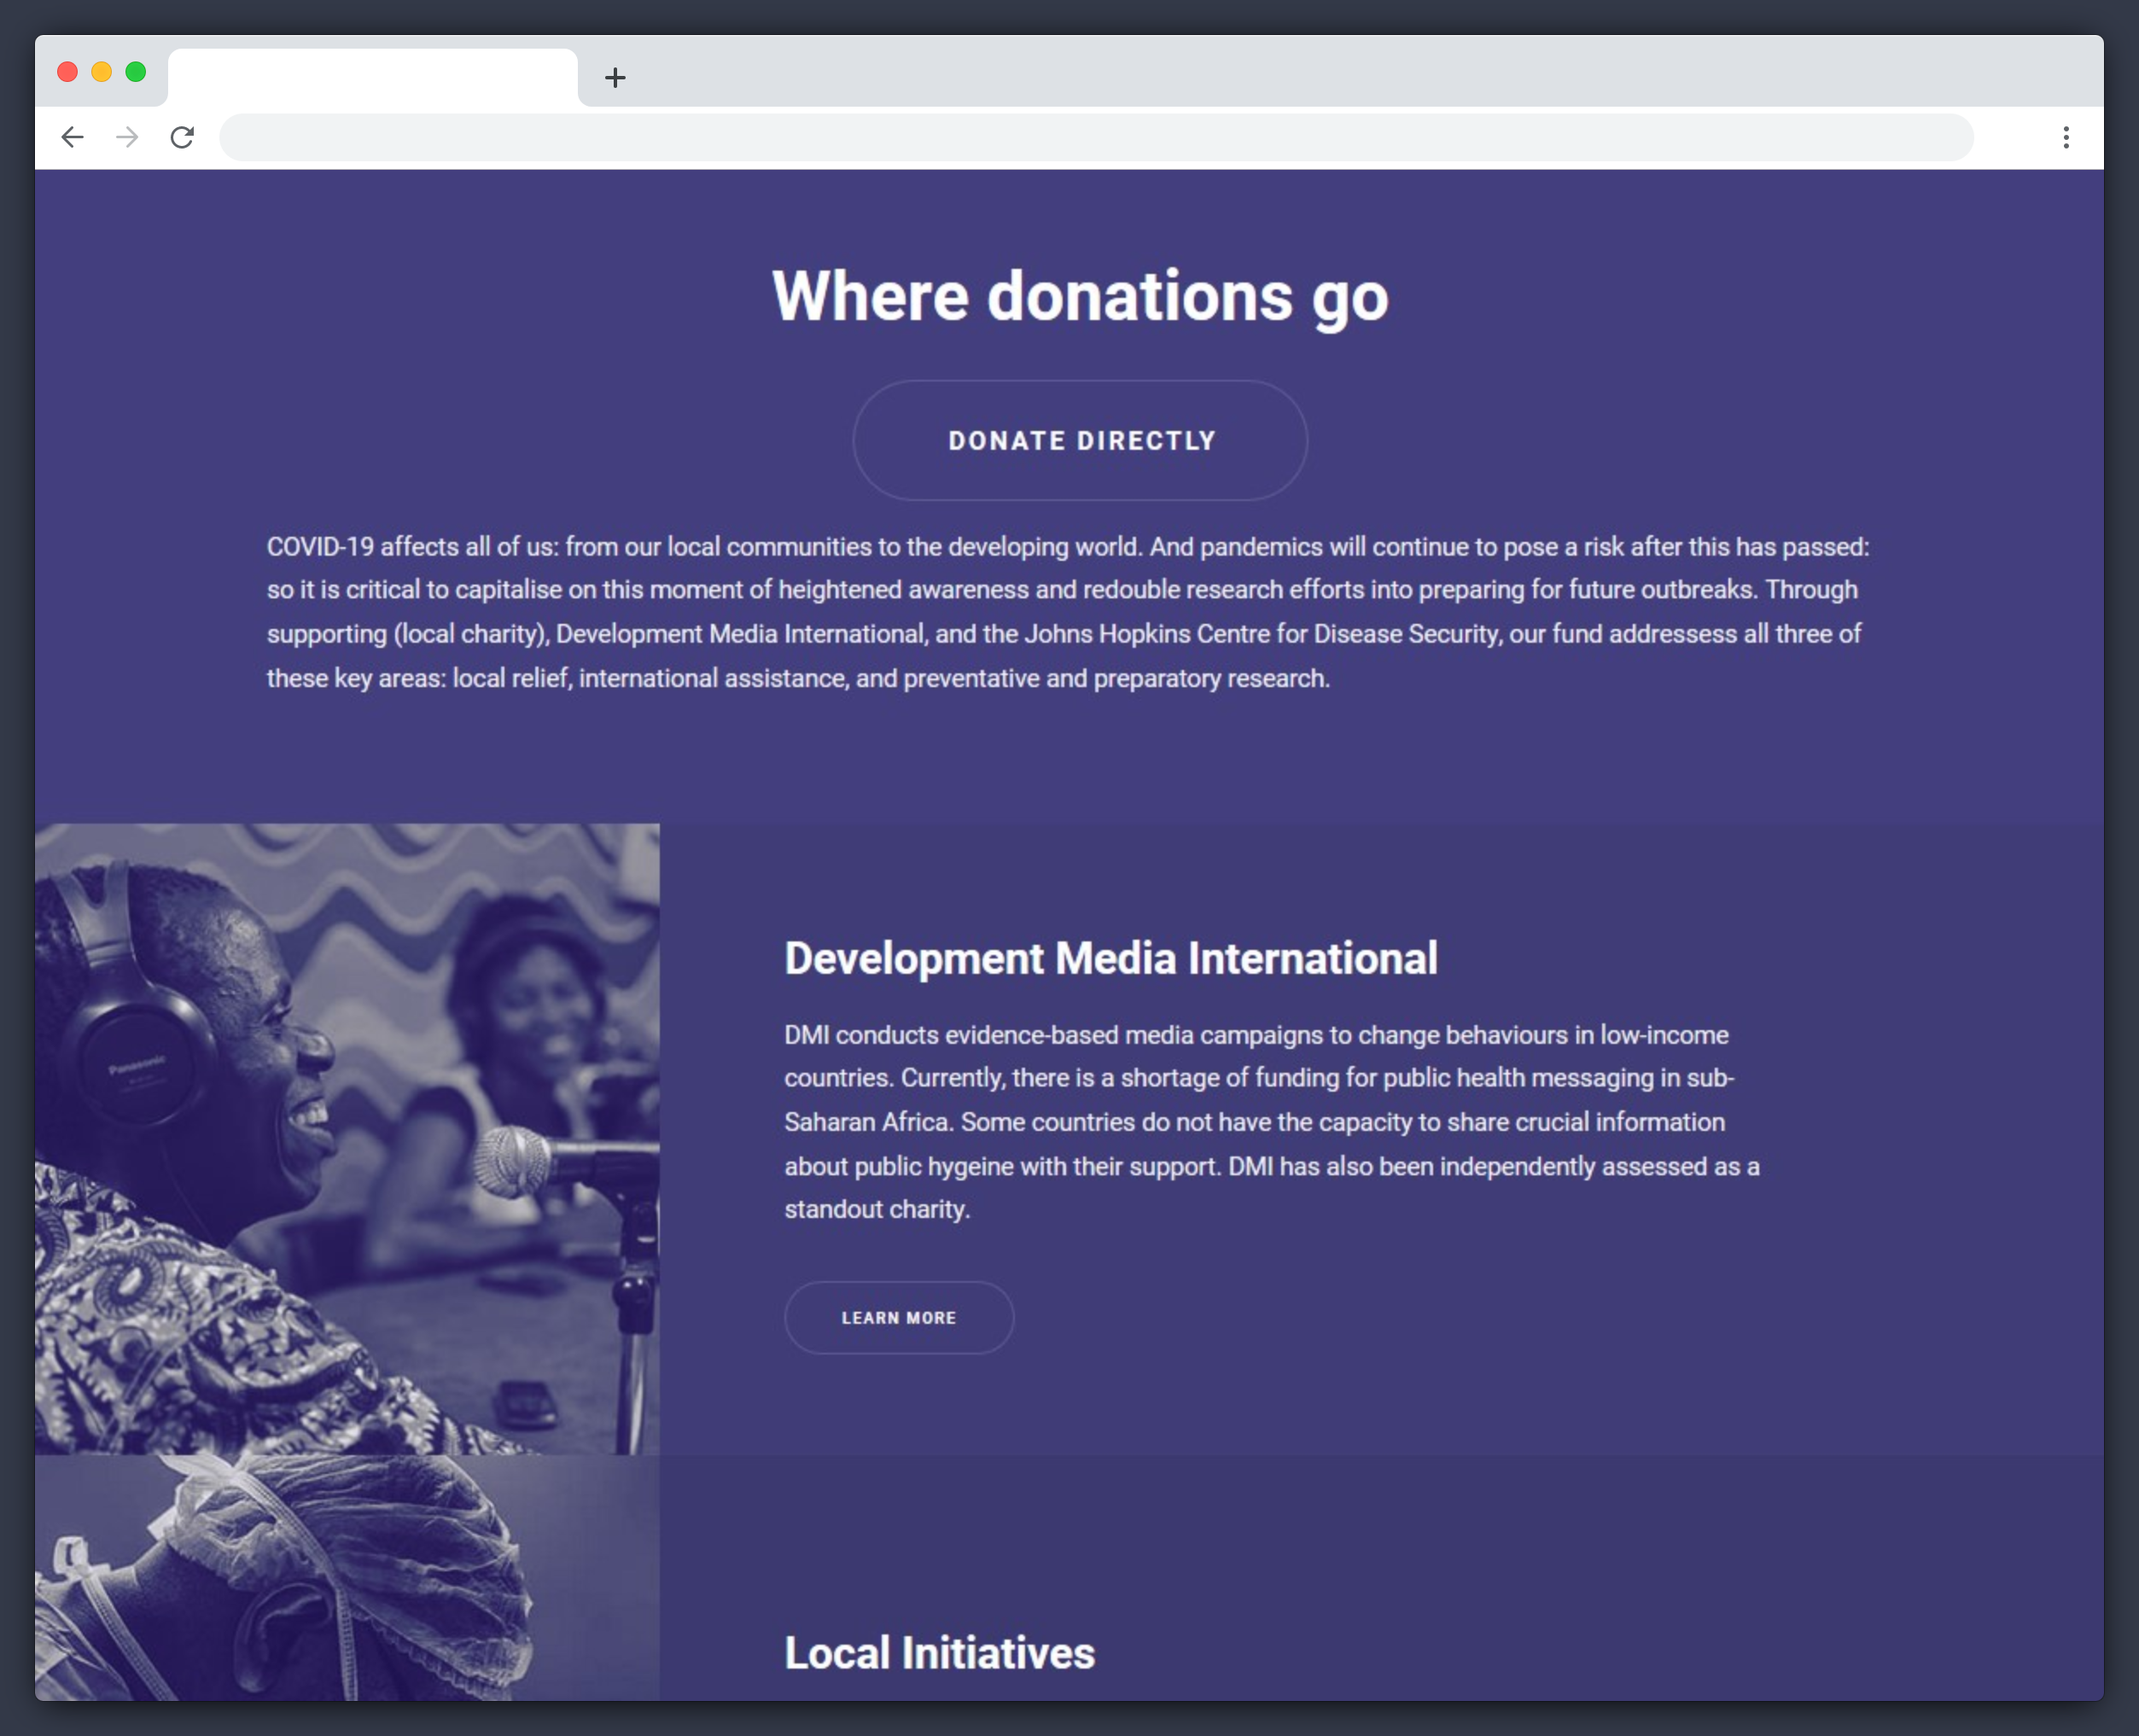 Where donations go
DONATE DIRECTLY
COVID-19 affects all of us: from our local communities to the developing world. And pandemics will continue to pose a risk after this has passed:
so it is critical to capitalise on this moment of heightened awareness and redouble research efforts into preparing for future outbreaks. Through
supporting (local charity), Development Media International, and the Johns Hopkins Centre for Disease Security, our fund addressess all three of
these key areas: local relief, international assistance, and preventative and preparatory research.
Panasonic
Development Media International
DMI conducts evidence-based media campaigns to change behaviours in low-income
countries. Currently, there is a shortage of funding for public health messaging in sub-
Saharan Africa. Some countries do not have the capacity to share crucial information
about public hygeine with their support. DMI has also been independently assessed as a
standout charity.
LEARN MORE
Local Initiatives